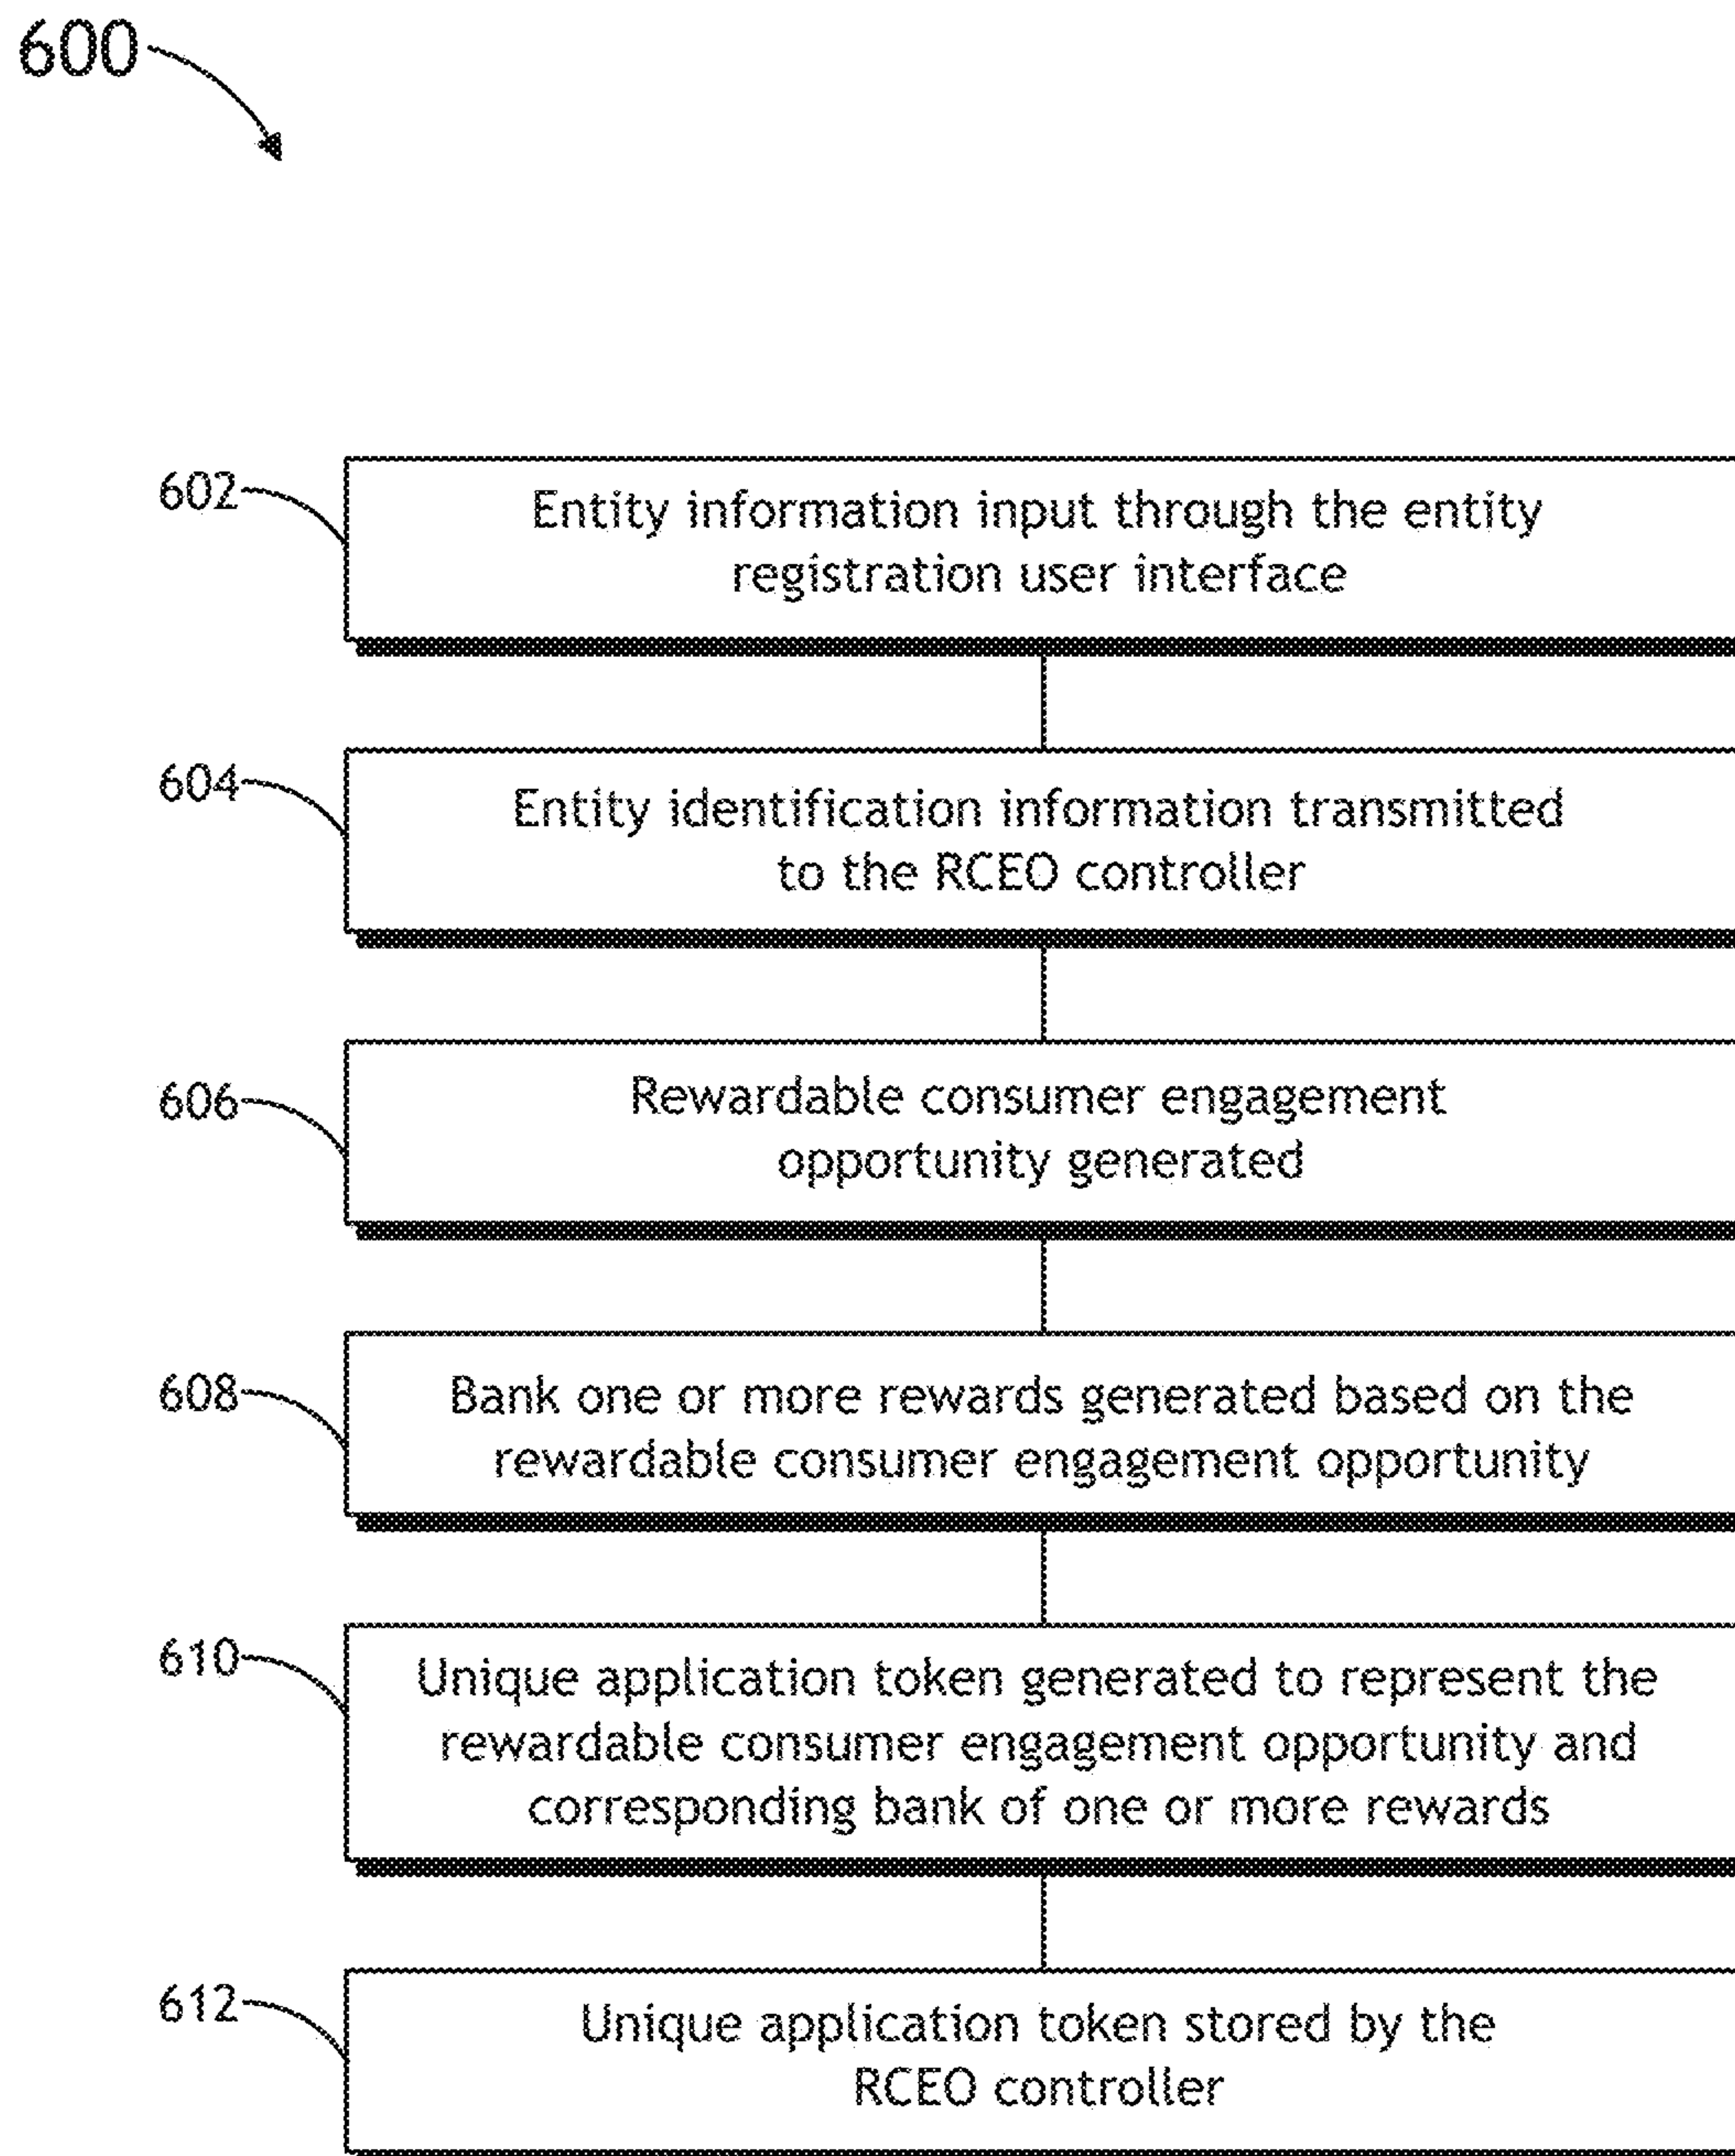 600
602
Entity information input through the entity
registration user interface
604
Entity identification information transmitted
to the RCEO controller
606
Rewardable consumer engagement
opportunity generated
608
Bank one or more rewards generated based on the
rewardable consumer engagement opportunity
610
Unique application token generated to represent the
rewardable consumer engagement opportunity and
corresponding bank of one or more rewards
612
Unique application token stored by the
RCEO controller